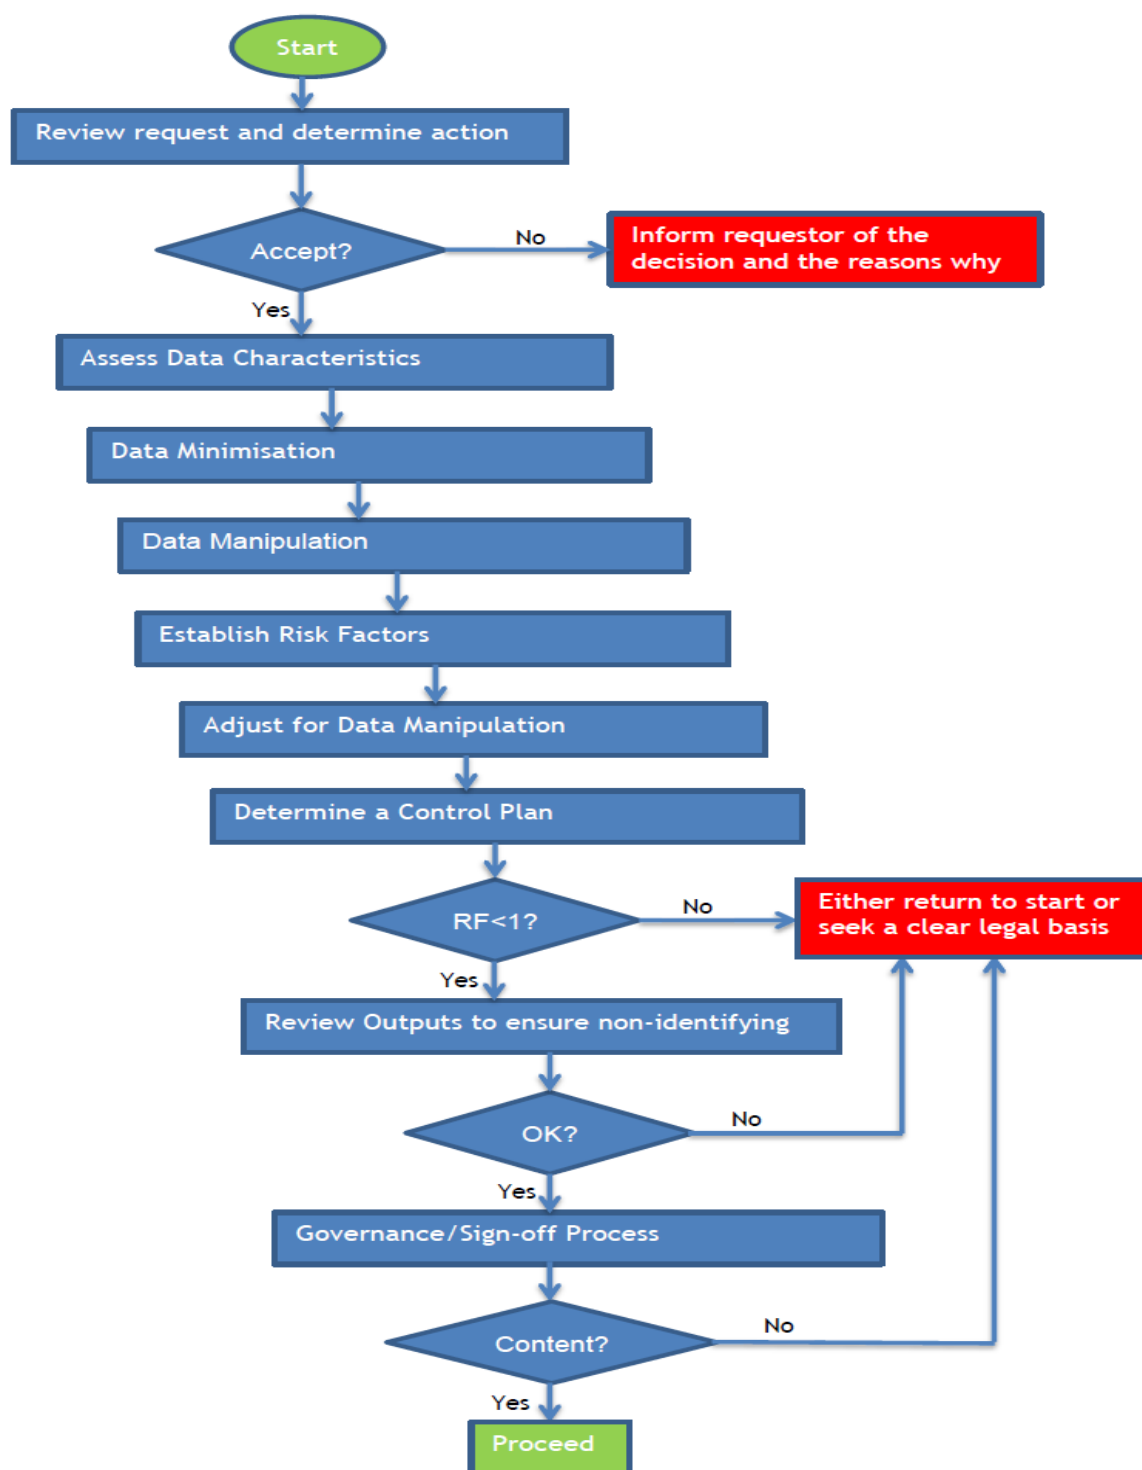 Start
Review request and determine action
Accept?
No
Inform requestor of the
decision and the reasons why
Yes
Assess Data Characteristics
Data Minimisation
Data Manipulation
Establish Risk Factors
Adjust for Data Manipulation
Determine a Control Plan
RF<1?
No
Either return to start or
seek a clear legal basis
Yes
Review Outputs to ensure non-identifying
OK?
No
Yes
Governance/Sign-off Process
Content?
No
Yes
Proceed